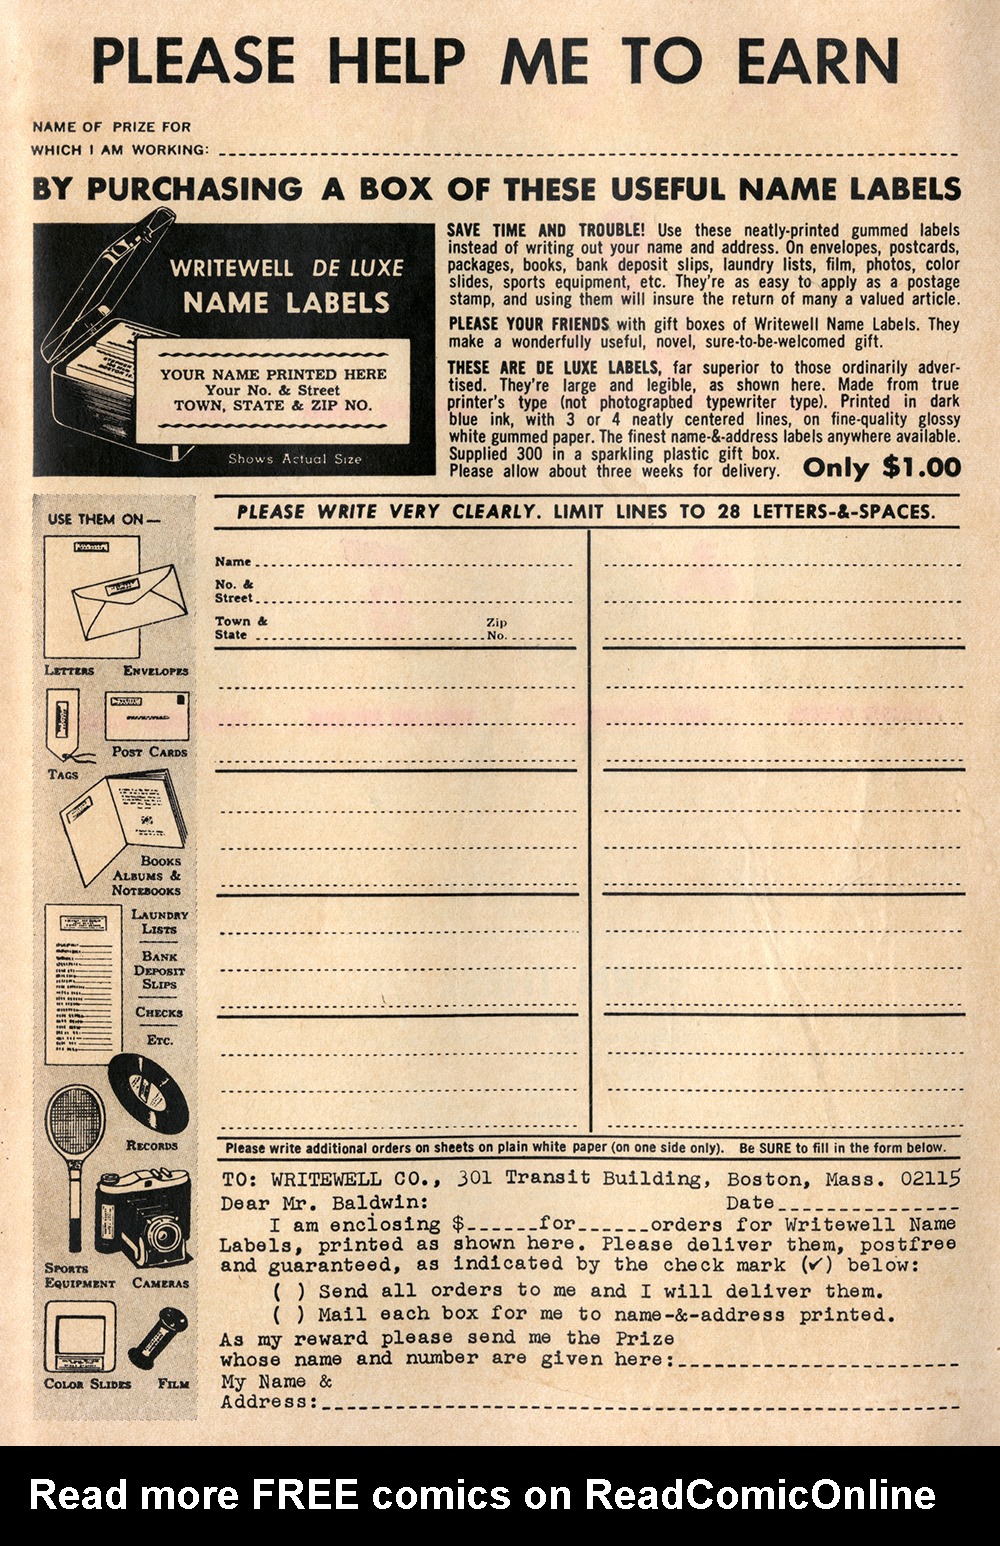 PLEASE HELP ME TO EARN
NAME OF PRIZE FOR
WHICH I AM WORKING:
BY PURCHASING A BOX OF THESE USEFUL NAME LABELS
WRITEWELL DE LUXE
NAME LABELS
YOUR NAME PRINTED HERE
Your No. & Street
TOWN, STATE & ZIP NO.
Shows Actual Size
SAVE TIME AND TROUBLE! Use these neatly-printed gummed labels
instead of writing out your name and address. On envelopes, postcards,
packages, books, bank deposit slips, laundry lists, film, photos, color
slides, sports equipment, etc. They're as easy to apply as a postage
stamp, and using them will insure the return of many a valued article.
PLEASE YOUR FRIENDS with gift boxes of Writewell Name Labels. They
make a wonderfully useful, novel, sure-to-be-welcomed gift.
THESE ARE DE LUXE LABELS, far superior to those ordinarily adver-
tised. They're large and legible, as shown here. Made from true
printer's type (not photographed typewriter type). Printed in dark
blue ink, with 3 or 4 neatly centered lines, on fine-quality glossy
white gummed paper. The finest name-&-address labels anywhere available.
Supplied 300 in a sparkling plastic gift box.
Please allow about three weeks for delivery. Only $1.00
USE THEM ON—
LETTERS ENVELOPES
POST CARDS
TAGS
BOOKS
ALBUMS &
NOTEBOOKS
LAUNDRY
LISTS
BANK
DEPOSIT
SLIPS
CHECKS
ETC.
RECORDS
SPORTS
EQUIPMENT CAMERAS
COLOR SLIDES FILM
PLEASE WRITE VERY CLEARLY. LIMIT LINES TO 28 LETTERS-&-SPACES.
Name
No. &
Street
Town & Zip
State No.
Please write additional orders on sheets on plain white paper (on one side only). Be SURE to fill in the form below.
TO: WRITEWELL CO., 301 Transit Building, Boston, Mass. 02115
Dear Mr. Baldwin: Date
I am enclosing $______for______orders for Writewell Name
Labels, printed as shown here. Please deliver them, postfree
and guaranteed, as indicated by the check mark (✓) below:
( ) Send all orders to me and I will deliver them.
( ) Mail each box for me to name-&-address printed.
As my reward please send me the Prize
whose name and number are given here:
My Name &
Address:
Read more FREE comics on ReadComicOnline